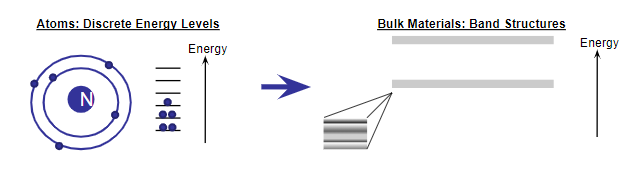 Atoms: Discrete Energy Levels
Energy
N
Bulk Materials: Band Structures
Energy